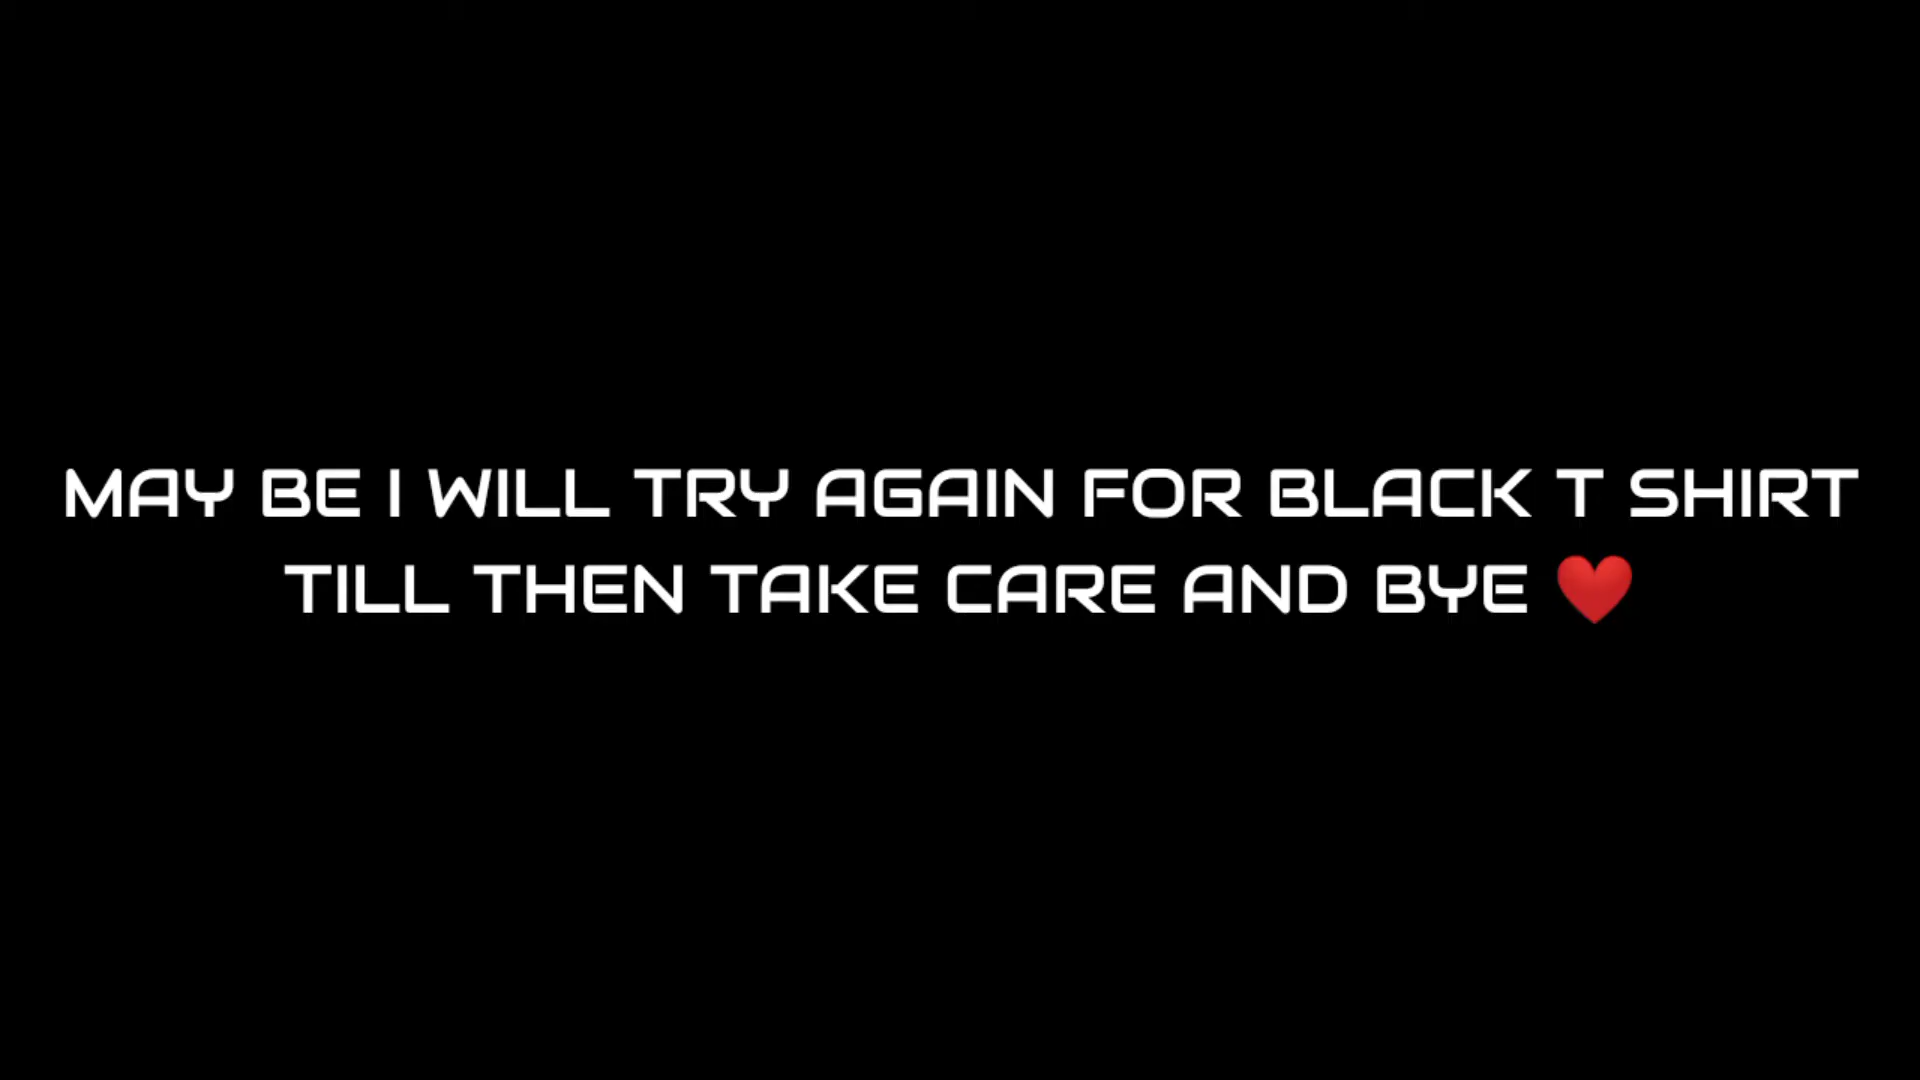 MAY BE I WILL TRY AGAIN FOR BLACK T SHIRT
TILL THEN TAKE CARE AND BYE ❤️